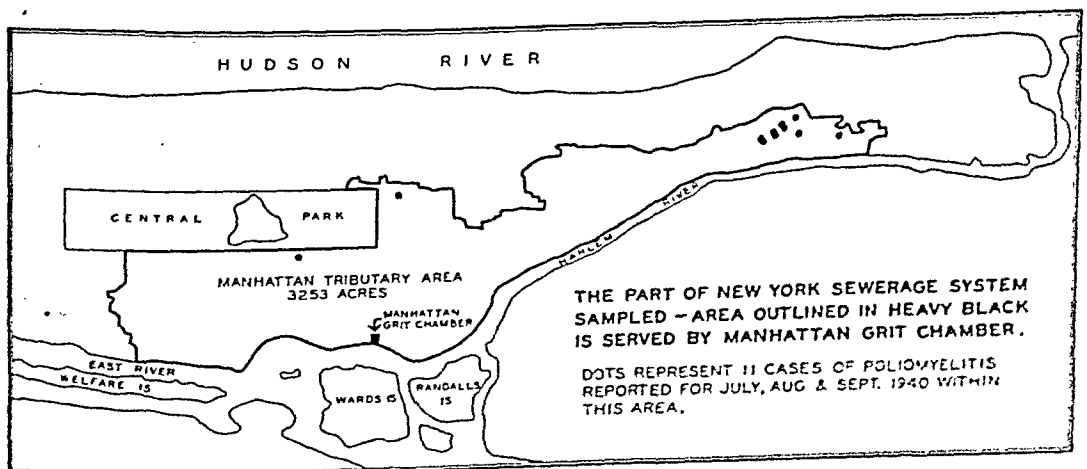 HUDSON RIVER
CENTRAL PARK
MANHATTAN TRIBUTARY AREA
3253 ACRES
MANHATTAN
GRIT CHAMBER
HARLEM RIVER
EAST RIVER
WELFARE IS
WARDS IS
RANDALLS
IS
THE PART OF NEW YORK SEWERAGE SYSTEM
SAMPLED – AREA OUTLINED IN HEAVY BLACK
IS SERVED BY MANHATTAN GRIT CHAMBER.
DOTS REPRESENT 11 CASES OF POLIOMYELITIS
REPORTED FOR JULY, AUG & SEPT. 1940 WITHIN
THIS AREA.